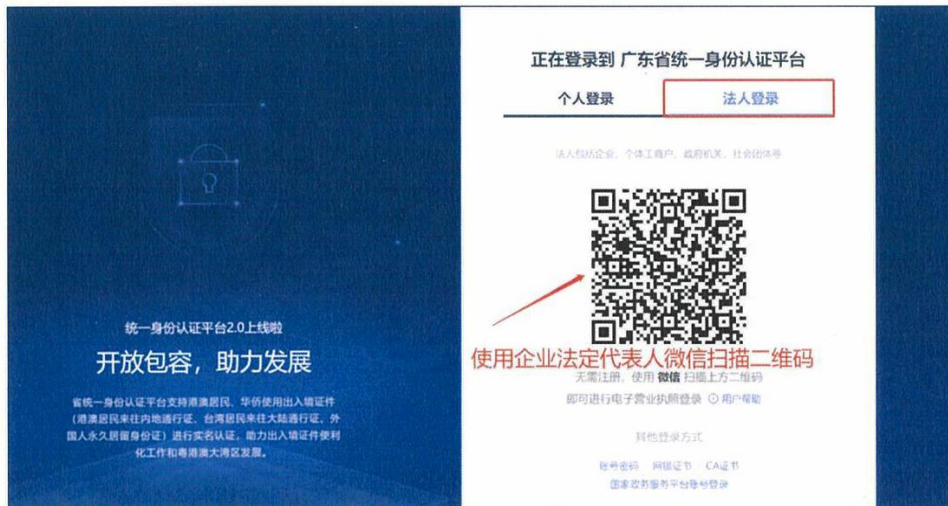 统一身份认证平台2.0上线啦
开放包容，助力发展
省统一身份认证平台支持港澳居民、华侨使用出入境证件
（港澳居民来往内地通行证、台湾居民来往大陆通行证、外
国人永久居留身份证）进行实名认证，助力出入境证件便利
化工作和粤港澳大湾区发展。
正在登录到 广东省统一身份认证平台
个人登录 法人登录
法人包括企业、个体工商户、政府机关、社会团体等
使用企业法定代表人微信扫描二维码
无需注册，使用 微信 扫描上方二维码
即可进行电子营业执照登录 用户帮助
其他登录方式
账号密码 网银证书 CA证书
国家政务服务平台账号登录